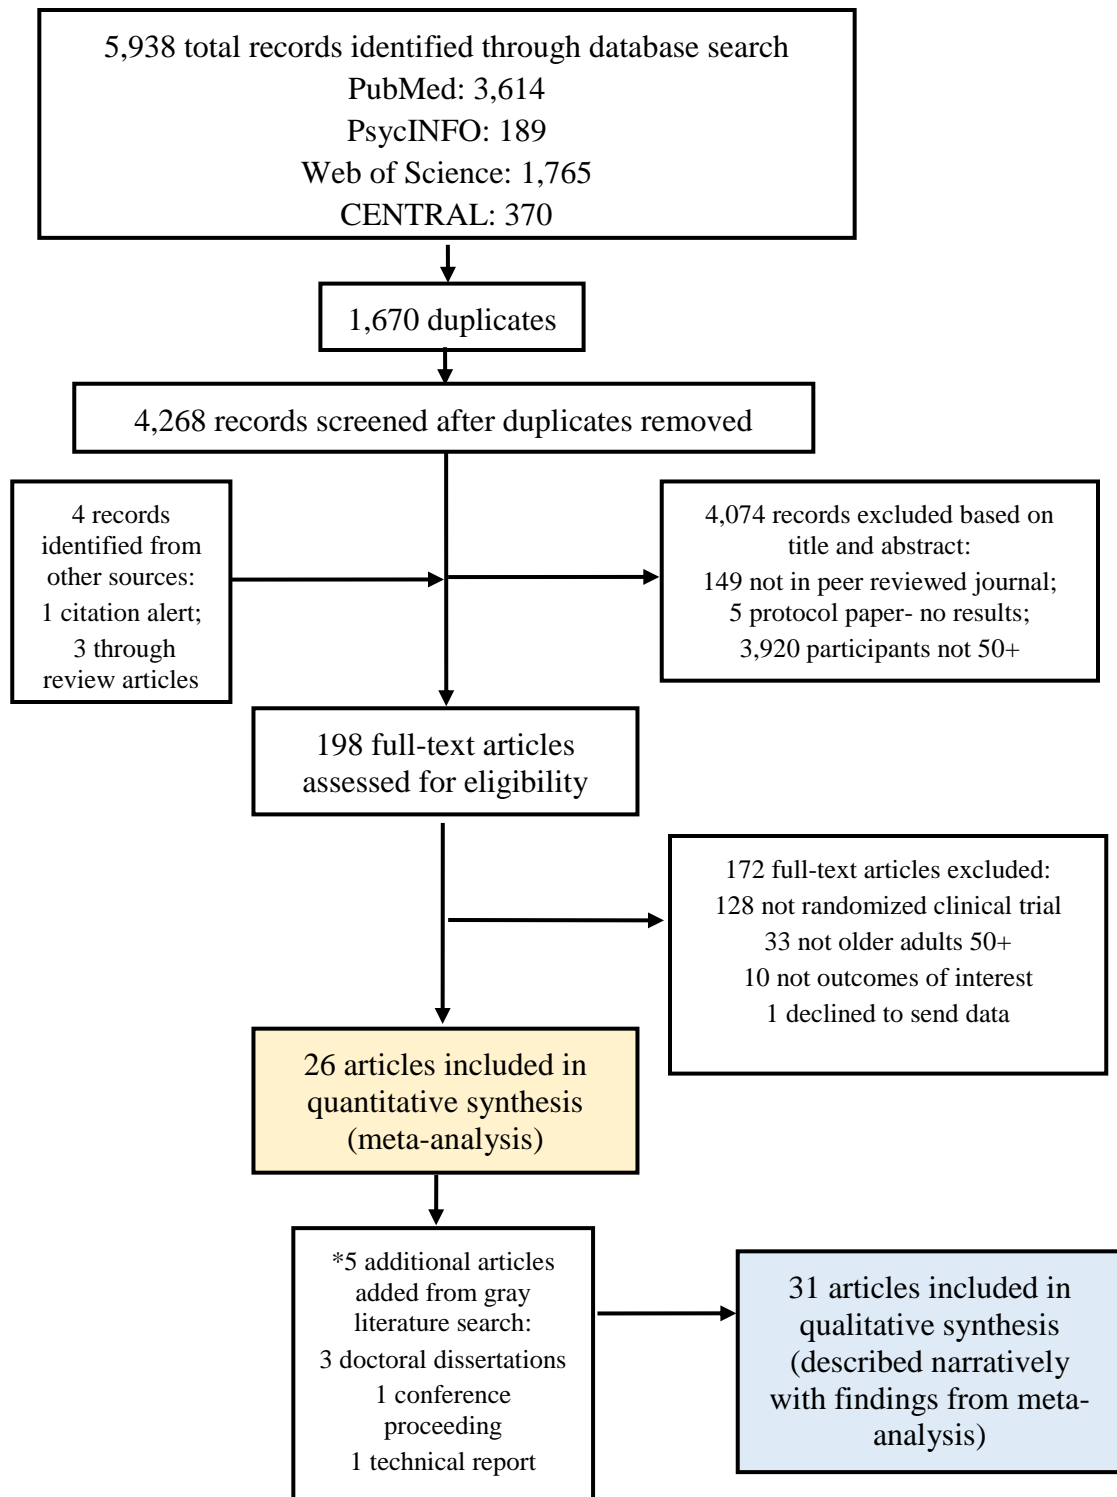 5,938 total records identified through database search
PubMed: 3,614
PsycINFO: 189
Web of Science: 1,765
CENTRAL: 370
1,670 duplicates
4,268 records screened after duplicates removed
4 records
identified from
other sources:
1 citation alert;
3 through
review articles
4,074 records excluded based on
title and abstract:
149 not in peer reviewed journal;
5 protocol paper- no results;
3,920 participants not 50+
198 full-text articles
assessed for eligibility
172 full-text articles excluded:
128 not randomized clinical trial
33 not older adults 50+
10 not outcomes of interest
1 declined to send data
26 articles included in
quantitative synthesis
(meta-analysis)
*5 additional articles
added from gray
literature search:
3 doctoral dissertations
1 conference
proceeding
1 technical report
31 articles included in
qualitative synthesis
(described narratively
with findings from meta-
analysis)